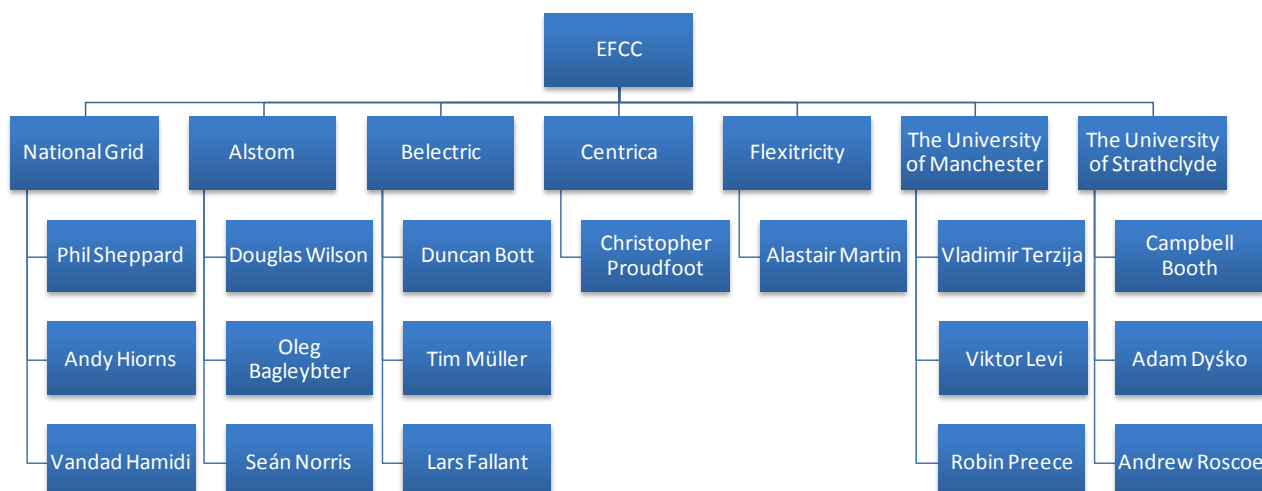 EFCC
National Grid
Alstom
Belectric
Centrica
Flexitricity
The University
of Manchester
The University
of Strathclyde
Phil Sheppard
Douglas Wilson
Duncan Bott
Christopher
Proudfoot
Alastair Martin
Vladimir Terzija
Campbell
Booth
Andy Hiorns
Oleg
Bagleybter
Tim Müller
Viktor Levi
Adam Dyśko
Vandad Hamidi
Seán Norris
Lars Fallant
Robin Preece
Andrew Roscoe